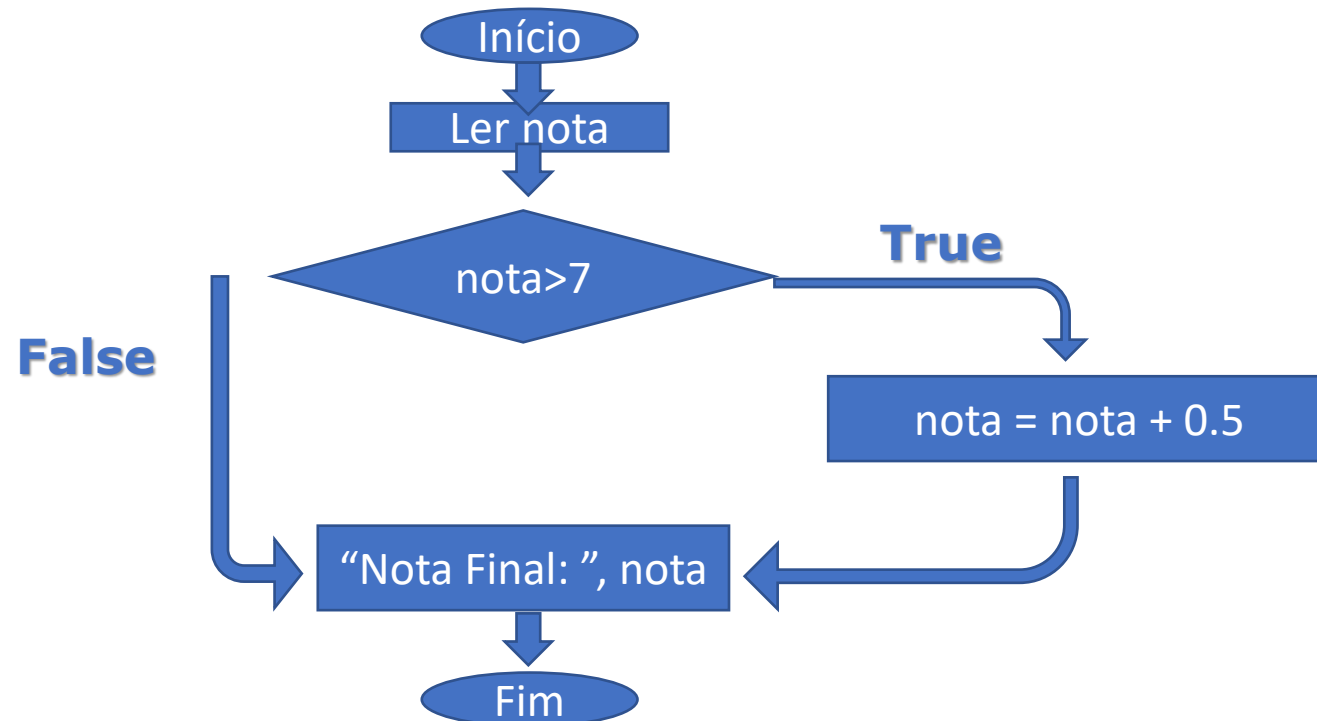 Início
Ler nota
nota>7
True
False
nota = nota + 0.5
“Nota Final: ”, nota
Fim